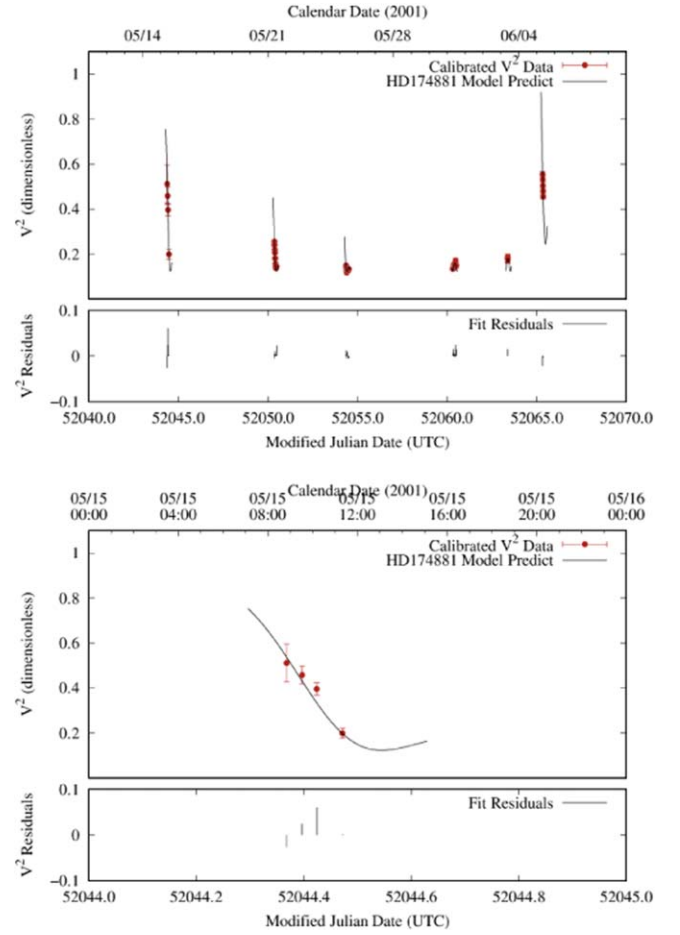 Calendar Date (2001)
05/14 05/21 05/28 06/04
1
Calibrated V² Data
HD174881 Model Predict
0.8
0.6
0.4
0.2
V² (dimensionless)
0.1
Fit Residuals
0
−0.1
V² Residuals
52040.0 52045.0 52050.0 52055.0 52060.0 52065.0 52070.0
Modified Julian Date (UTC)
Calendar Date (2001)
05/15 05/15 05/15 05/15 05/15 05/15 05/16
00:00 04:00 08:00 12:00 16:00 20:00 00:00
1
Calibrated V² Data
HD174881 Model Predict
0.8
0.6
0.4
0.2
V² (dimensionless)
0.1
Fit Residuals
0
−0.1
V² Residuals
52044.0 52044.2 52044.4 52044.6 52044.8 52045.0
Modified Julian Date (UTC)